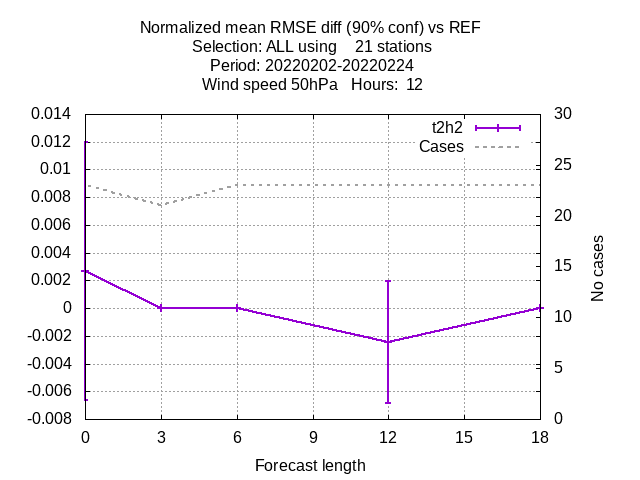 Normalized mean RMSE diff (90% conf) vs REF
Selection: ALL using    21 stations
Period: 20220202-20220224
Wind speed 50hPa   Hours:  12
0.014
0.012
0.01
0.008
0.006
0.004
0.002
0
-0.002
-0.004
-0.006
-0.008
t2h2
Cases
30
25
20
15
10
5
0
No cases
0 3 6 9 12 15 18
Forecast length